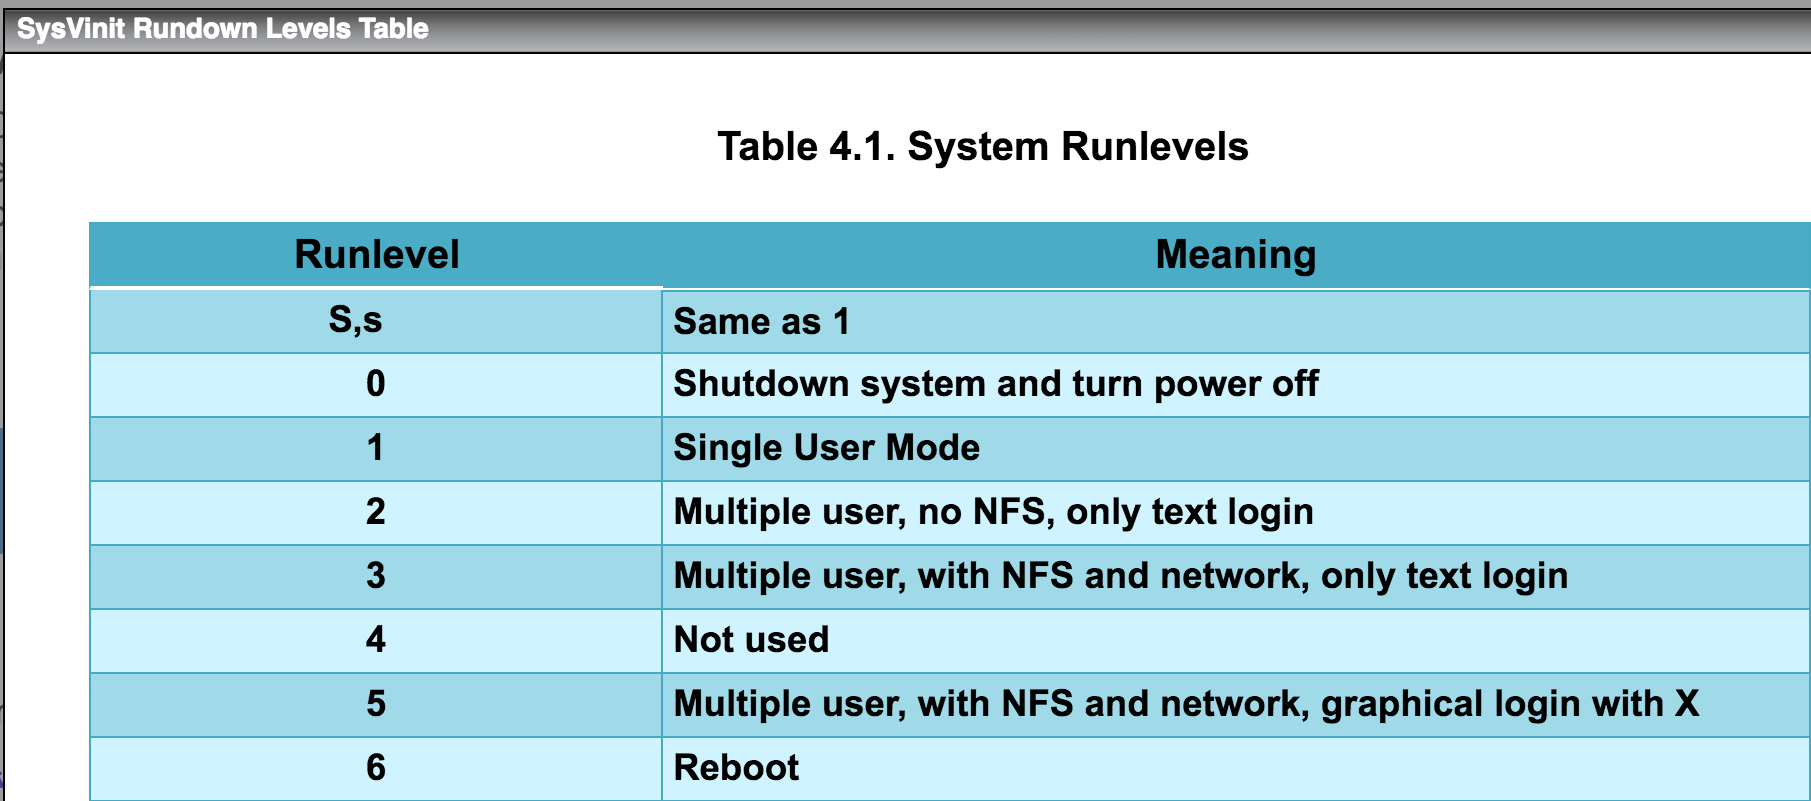 SysVinit Rundown Levels Table
Table 4.1. System Runlevels
Runlevel Meaning
S,s Same as 1
0 Shutdown system and turn power off
1 Single User Mode
2 Multiple user, no NFS, only text login
3 Multiple user, with NFS and network, only text login
4 Not used
5 Multiple user, with NFS and network, graphical login with X
6 Reboot